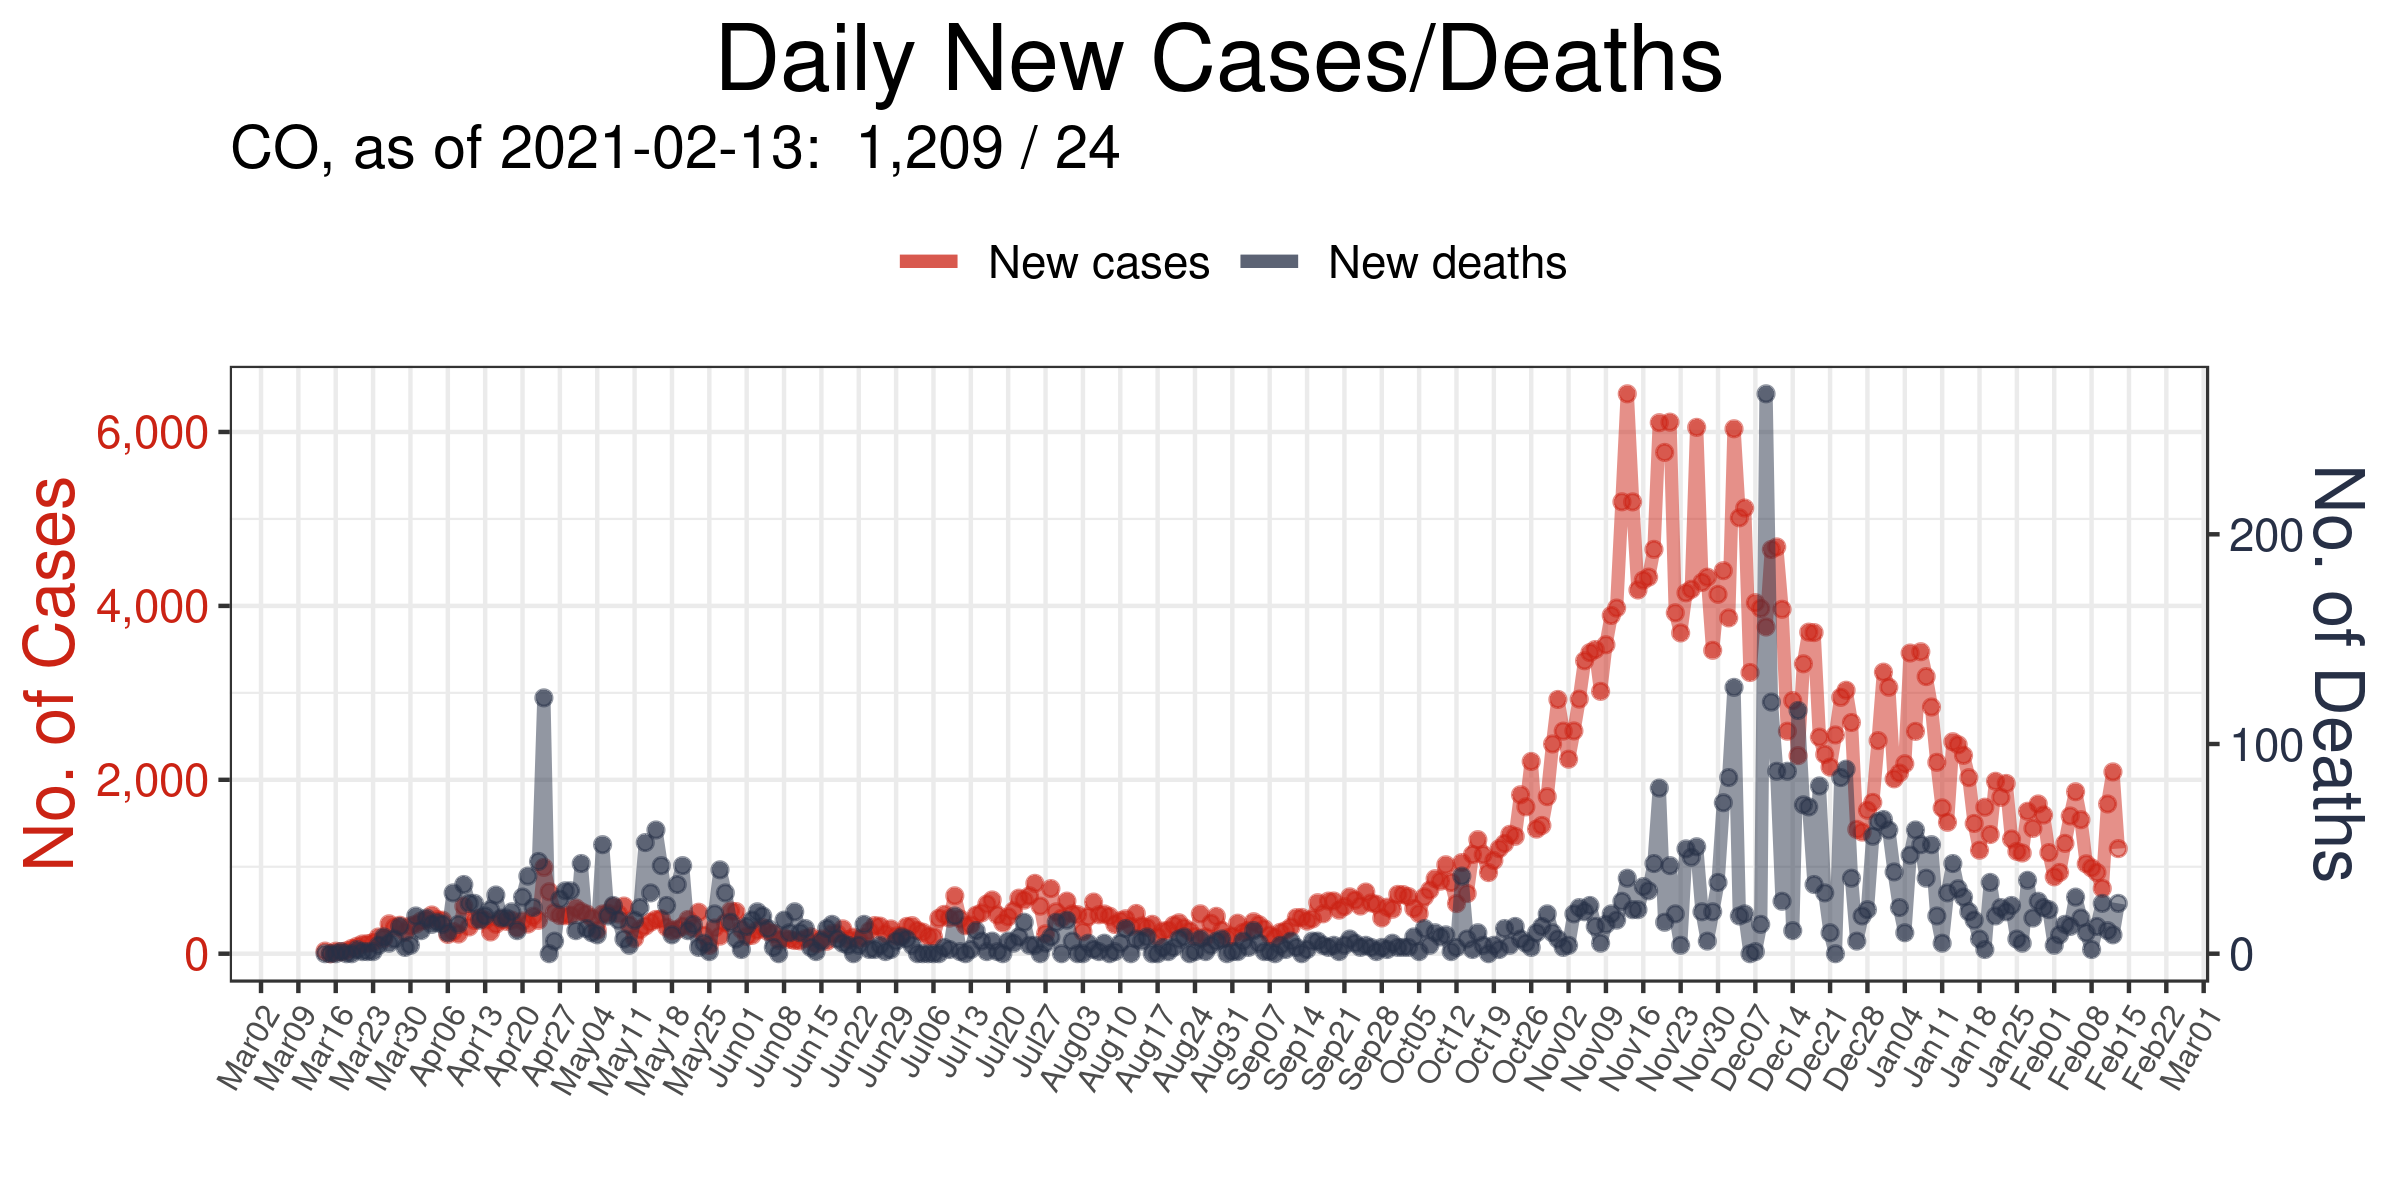 Daily New Cases/Deaths
CO, as of 2021-02-13:  1,209 / 24
New cases
New deaths
No. of Cases
6,000
4,000
2,000
0
No. of Deaths
200
100
0
Mar02
Mar09
Mar16
Mar23
Mar30
Apr06
Apr13
Apr20
Apr27
May04
May11
May18
May25
Jun01
Jun08
Jun15
Jun22
Jun29
Jul06
Jul13
Jul20
Jul27
Aug03
Aug10
Aug17
Aug24
Aug31
Sep07
Sep14
Sep21
Sep28
Oct05
Oct12
Oct19
Oct26
Nov02
Nov09
Nov16
Nov23
Nov30
Dec07
Dec14
Dec21
Dec28
Jan04
Jan11
Jan18
Jan25
Feb01
Feb08
Feb15
Feb22
Mar01